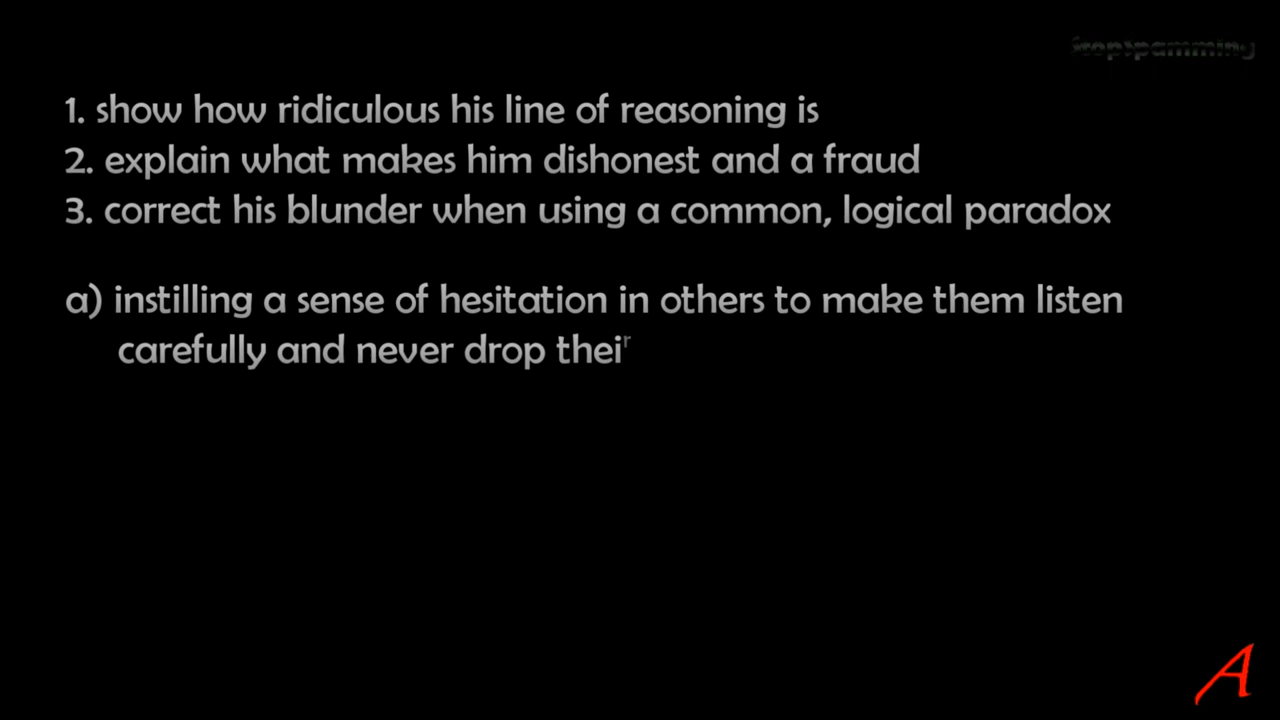 stopspamming
1. show how ridiculous his line of reasoning is
2. explain what makes him dishonest and a fraud
3. correct his blunder when using a common, logical paradox
a) instilling a sense of hesitation in others to make them listen
carefully and never drop their
A